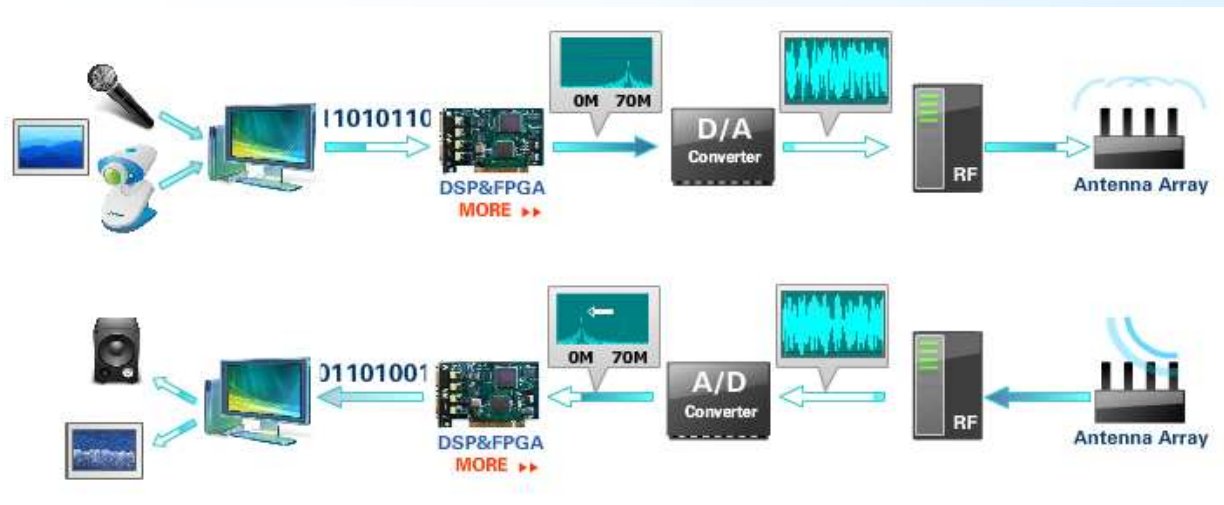 11010110
0M 70M
D/A
Converter
RF
DSP&FPGA
MORE
Antenna Array
01101001
0M 70M
A/D
Converter
RF
DSP&FPGA
MORE
Antenna Array